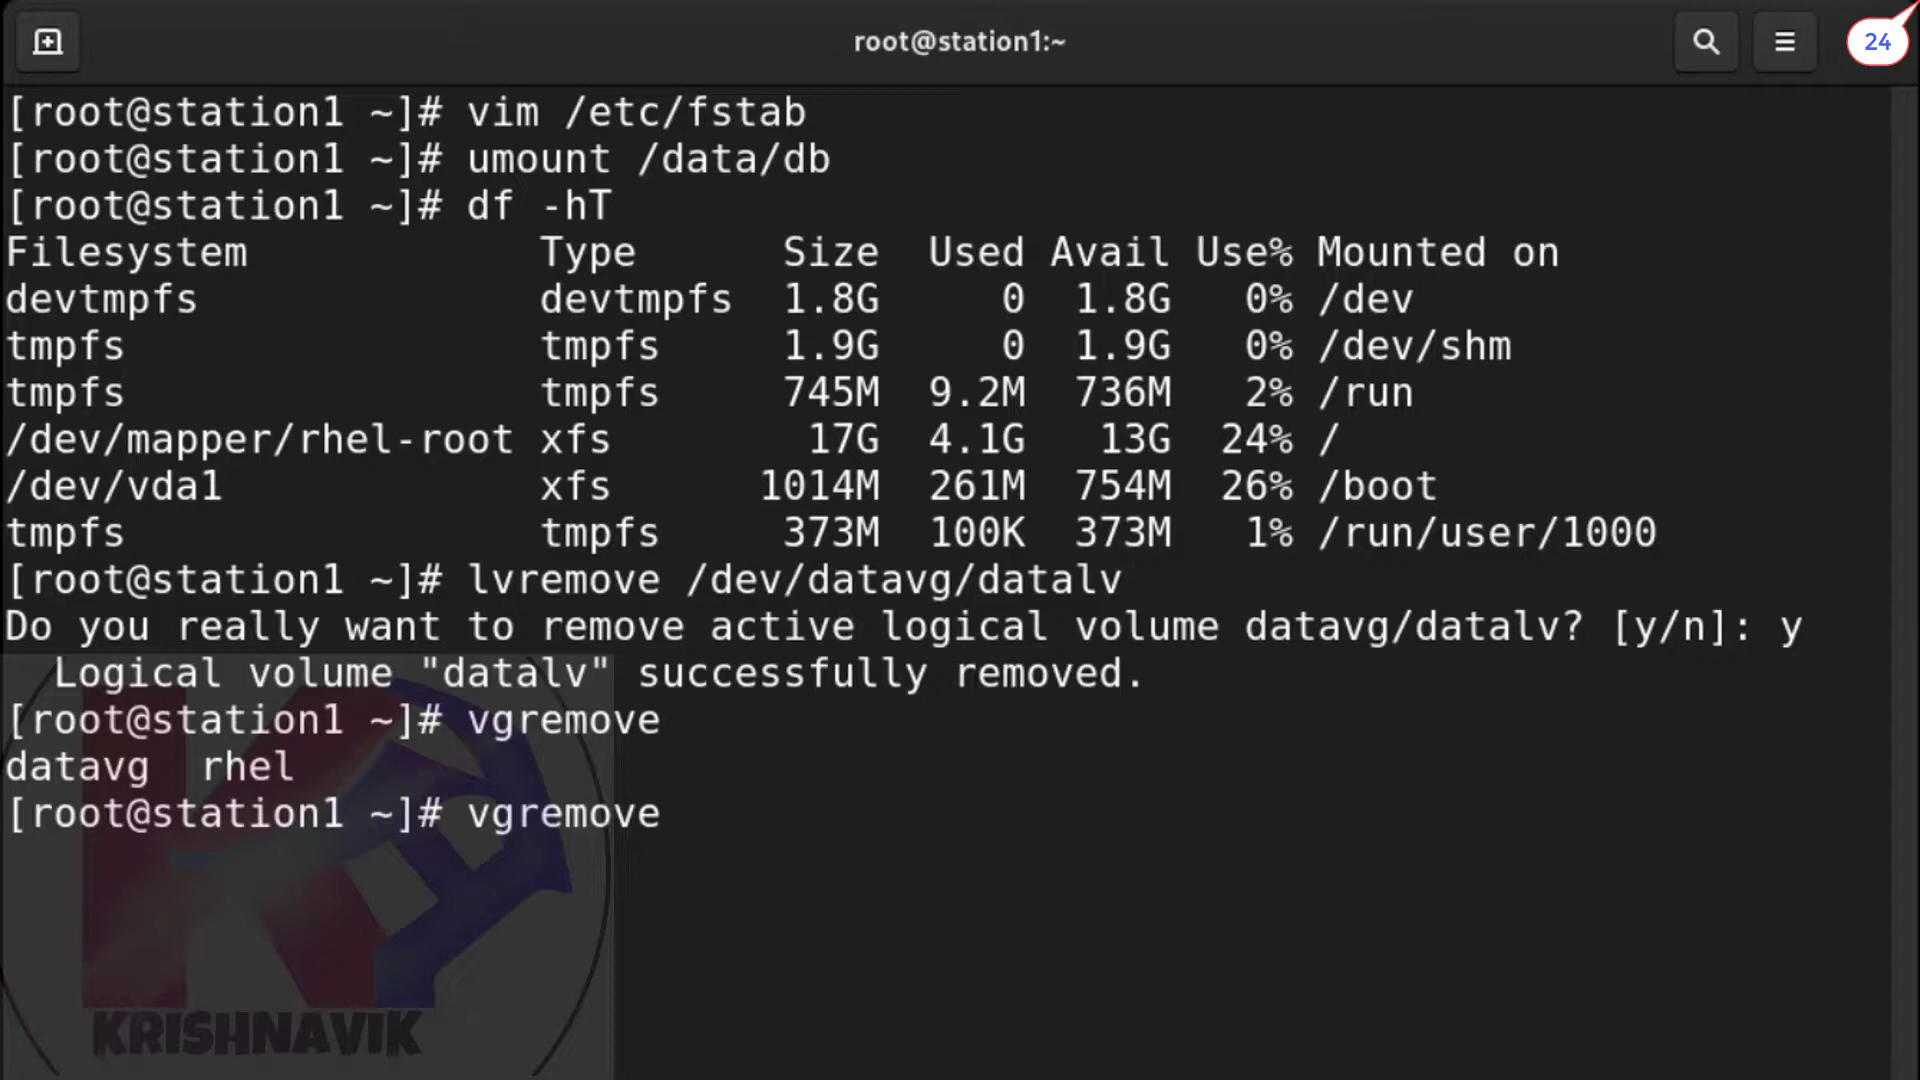 root@station1:~
24
[root@station1 ~]# vim /etc/fstab
[root@station1 ~]# umount /data/db
[root@station1 ~]# df -hT
Filesystem Type Size Used Avail Use% Mounted on
devtmpfs devtmpfs 1.8G 0 1.8G 0% /dev
tmpfs tmpfs 1.9G 0 1.9G 0% /dev/shm
tmpfs tmpfs 745M 9.2M 736M 2% /run
/dev/mapper/rhel-root xfs 17G 4.1G 13G 24% /
/dev/vda1 xfs 1014M 261M 754M 26% /boot
tmpfs tmpfs 373M 100K 373M 1% /run/user/1000
[root@station1 ~]# lvremove /dev/datavg/datalv
Do you really want to remove active logical volume datavg/datalv? [y/n]: y
Logical volume "datalv" successfully removed.
[root@station1 ~]# vgremove
datavg rhel
[root@station1 ~]# vgremove
KRISHNAVIK